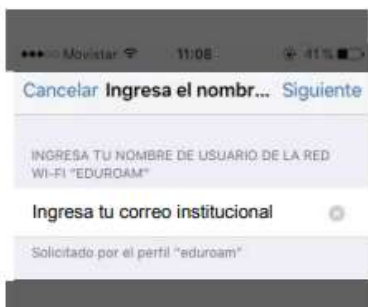 Movistar 11:08 41%
Cancelar Ingresa el nombr... Siguiente
INGRESA TU NOMBRE DE USUARIO DE LA RED
WI-FI "EDUROAM"
Ingresa tu correo institucional
Solicitado por el perfil "eduroam"